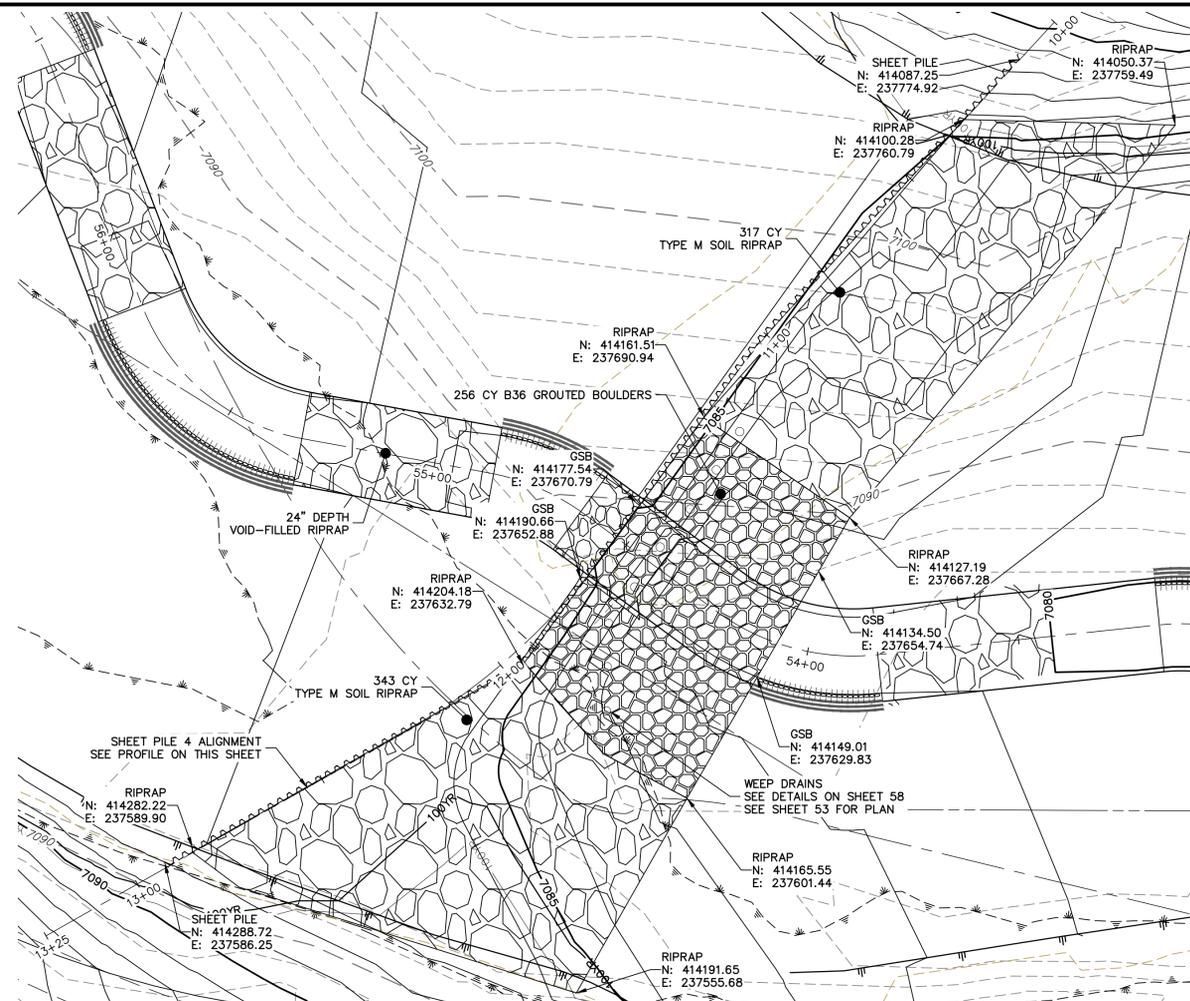 10+00
RIPRAP
N: 414050.37
E: 237759.49
SHEET PILE
N: 414087.25
E: 237774.92
RIPRAP
N: 414100.28
E: 237760.79
100YR
7090
7100
56+00
317 CY
TYPE M SOIL RIPRAP
7100
RIPRAP
N: 414161.51
E: 237690.94
11+00
256 CY B36 GROUTED BOULDERS
7085
GSB
N: 414177.54
E: 237670.79
55+00
7090
24" DEPTH
VOID-FILLED RIPRAP
GSB
N: 414190.66
E: 237652.88
RIPRAP
N: 414127.19
E: 237667.28
RIPRAP
N: 414204.18
E: 237632.79
7080
GSB
N: 414134.50
E: 237654.74
54+00
12+00
343 CY
TYPE M SOIL RIPRAP
SHEET PILE 4 ALIGNMENT
SEE PROFILE ON THIS SHEET
GSB
N: 414149.01
E: 237629.83
WEEP DRAINS
SEE DETAILS ON SHEET 58
SEE SHEET 53 FOR PLAN
RIPRAP
N: 414282.22
E: 237589.90
100YR
7090
7090
13+00
7085
RIPRAP
N: 414165.55
E: 237601.44
SHEET PILE
N: 414288.72
E: 237586.25
13+25
RIPRAP
N: 414191.65
E: 237555.68